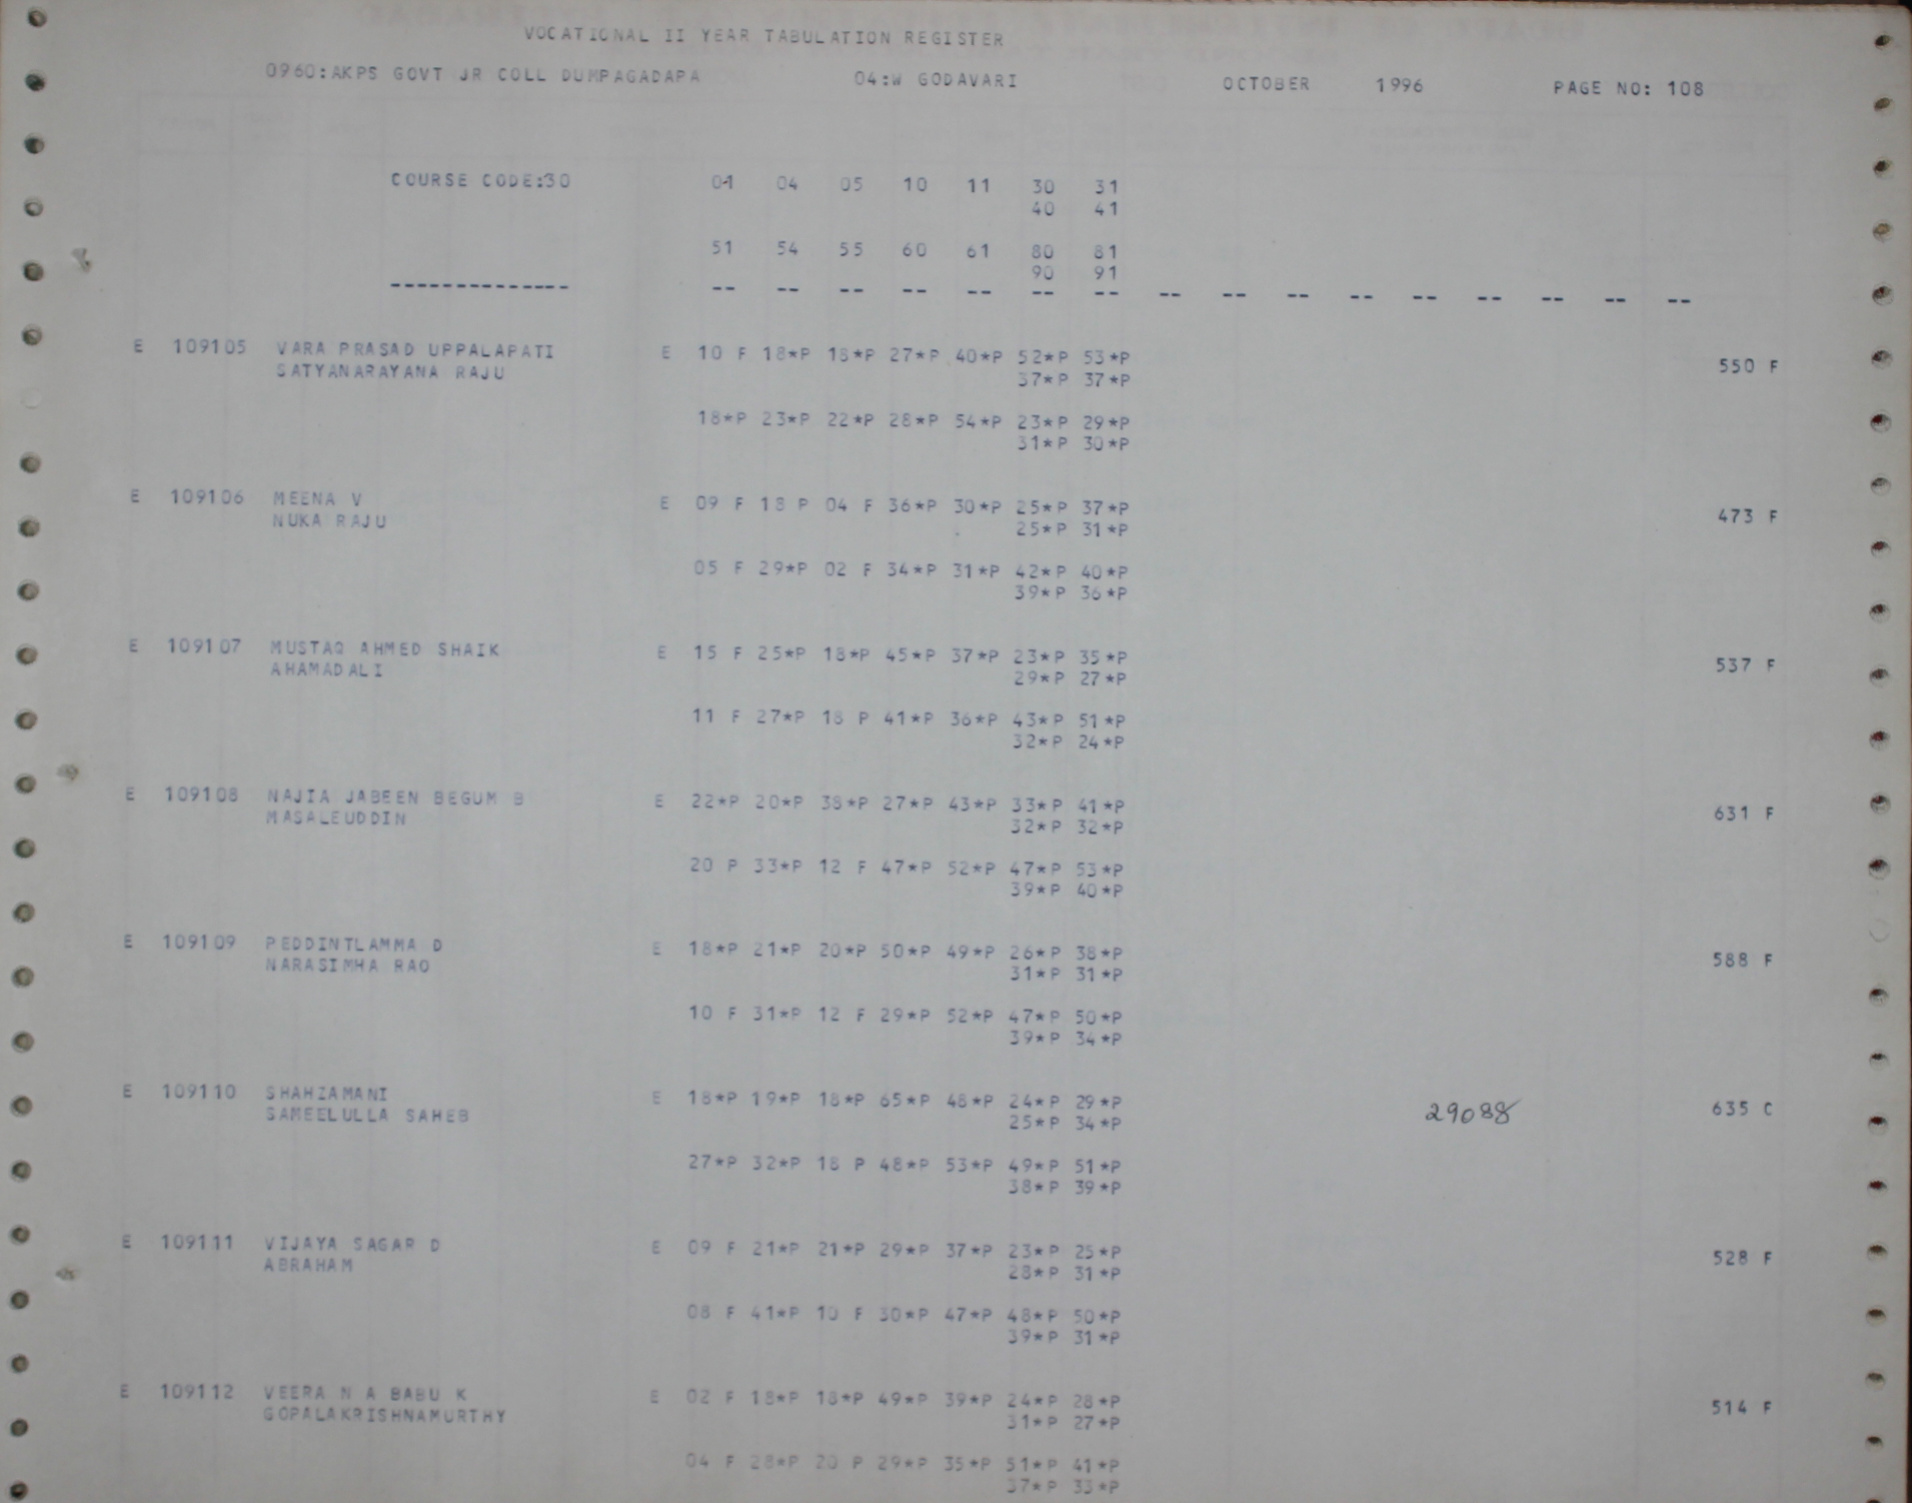 VOCATIONAL II YEAR TABULATION REGISTER
0960:AKPS GOVT JR COLL DUMPAGADAPA 04:W GODAVARI OCTOBER 1996 PAGE NO: 108
COURSE CODE:30 01 04 05 10 11 30 31
40 41
51 54 55 60 61 80 81
90 91
-------------- -- -- -- -- -- -- -- -- -- -- -- -- -- -- -- --
E 109105 VARA PRASAD UPPALAPATI E 10 F 18*P 18*P 27*P 40*P 52*P 53*P
SATYANARAYANA RAJU 37*P 37*P 550 F
18*P 23*P 22*P 28*P 54*P 23*P 29*P
31*P 30*P
E 109106 MEENA V E 09 F 18 P 04 F 36*P 30*P 25*P 37*P
NUKA RAJU 25*P 31*P 473 F
05 F 29*P 02 F 34*P 31*P 42*P 40*P
39*P 36*P
E 109107 MUSTAQ AHMED SHAIK E 15 F 25*P 18*P 45*P 37*P 23*P 35*P
AHAMADALI 29*P 27*P 537 F
11 F 27*P 18 P 41*P 36*P 43*P 51*P
32*P 24*P
E 109108 NAJIA JABEEN BEGUM B E 22*P 20*P 38*P 27*P 43*P 33*P 41*P
MASALEUDDIN 32*P 32*P 631 F
20 P 33*P 12 F 47*P 52*P 47*P 53*P
39*P 40*P
E 109109 PEDDINTLAMMA D E 18*P 21*P 20*P 50*P 49*P 26*P 38*P
NARASIMHA RAO 31*P 31*P 588 F
10 F 31*P 12 F 29*P 52*P 47*P 50*P
39*P 34*P
E 109110 SHAHZAMANI E 18*P 19*P 18*P 65*P 48*P 24*P 29*P
SAMEELULLA SAHEB 25*P 34*P 29088 635 C
27*P 32*P 18 P 48*P 53*P 49*P 51*P
38*P 39*P
E 109111 VIJAYA SAGAR D E 09 F 21*P 21*P 29*P 37*P 23*P 25*P
ABRAHAM 28*P 31*P 528 F
08 F 41*P 10 F 30*P 47*P 48*P 50*P
39*P 31*P
E 109112 VEERA N A BABU K E 02 F 18*P 18*P 49*P 39*P 24*P 28*P
GOPALAKRISHNAMURTHY 31*P 27*P 514 F
04 F 28*P 20 P 29*P 35*P 51*P 41*P
37*P 33*P